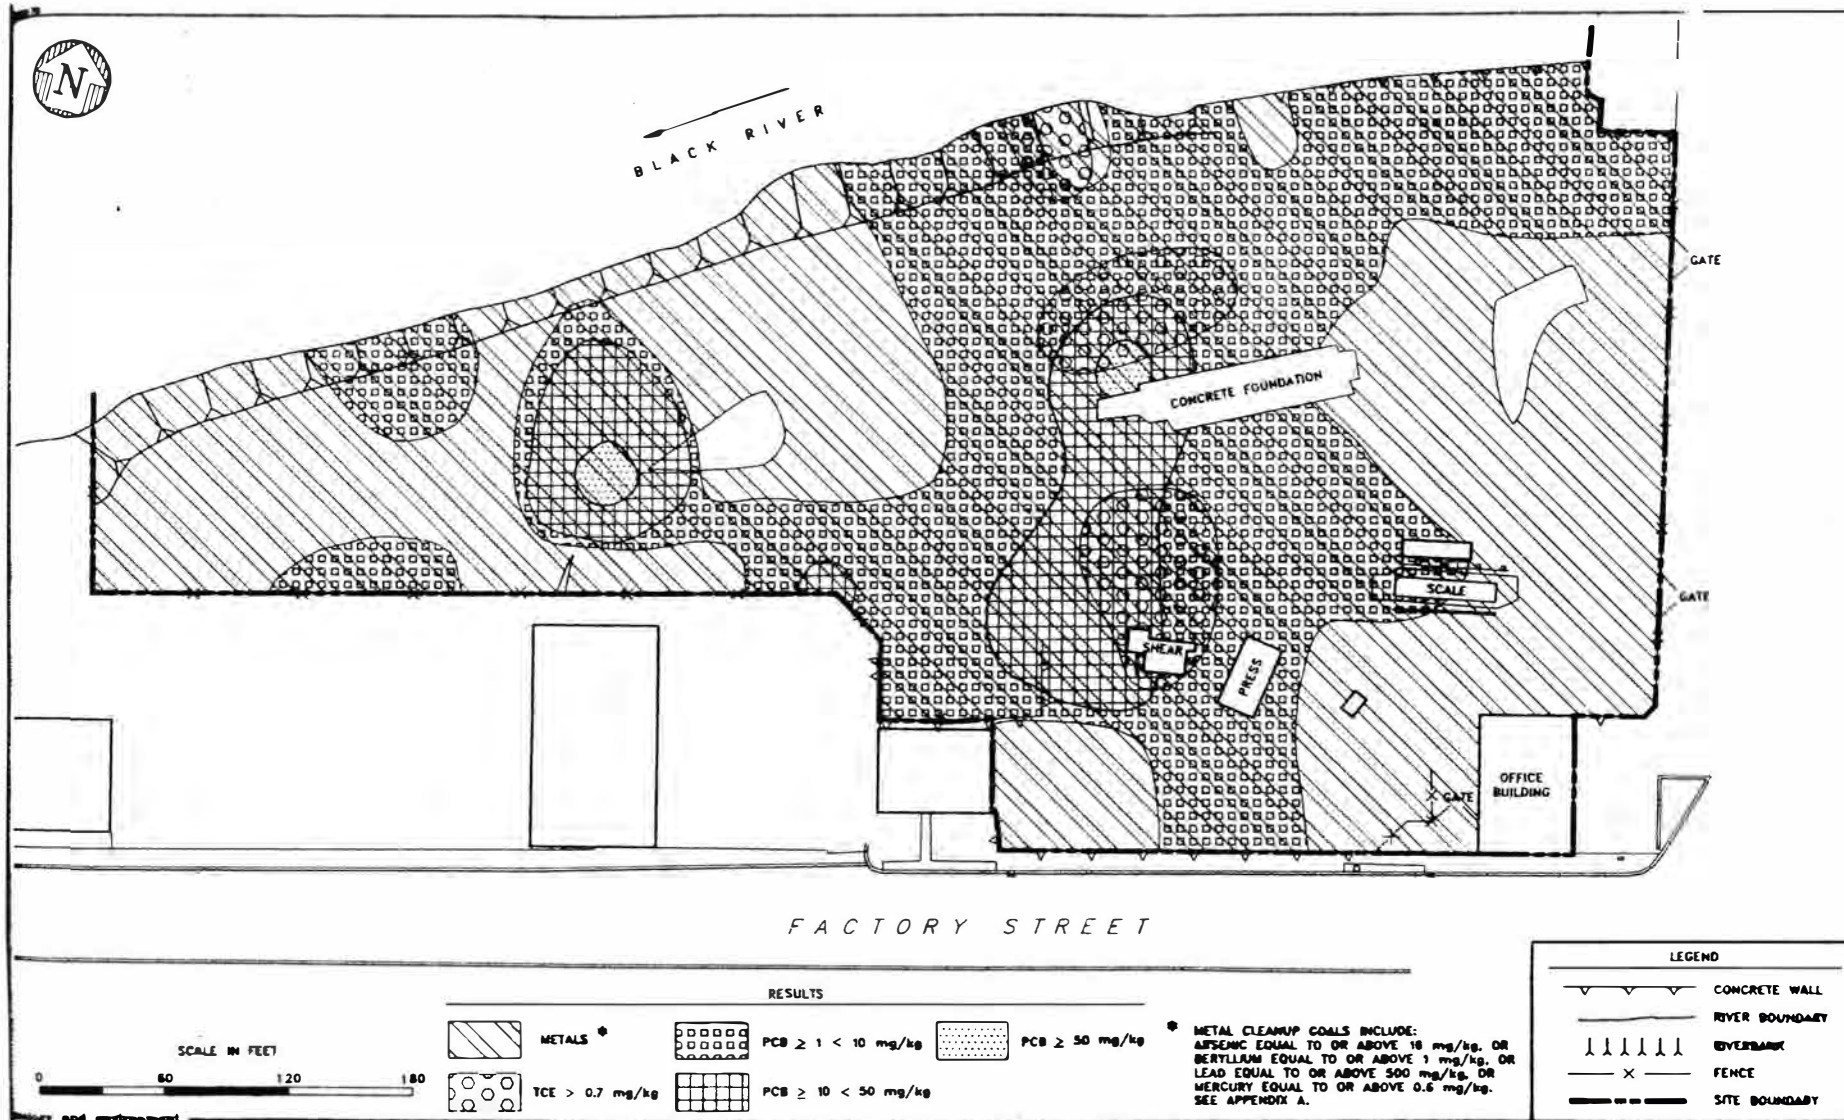 N
BLACK RIVER
GATE
CONCRETE FOUNDATION
SCALE
GATE
SHEAR
PRESS
OFFICE
BUILDING
GATE
FACTORY STREET
SCALE IN FEET
0 60 120 180
RESULTS
METALS *
PCB ≥ 1 < 10 mg/kg
PCB ≥ 50 mg/kg
TCE > 0.7 mg/kg
PCB ≥ 10 < 50 mg/kg
* METAL CLEANUP GOALS INCLUDE:
ARSENIC EQUAL TO OR ABOVE 16 mg/kg, OR
BERYLLIUM EQUAL TO OR ABOVE 1 mg/kg, OR
LEAD EQUAL TO OR ABOVE 500 mg/kg, OR
MERCURY EQUAL TO OR ABOVE 0.6 mg/kg.
SEE APPENDIX A.
LEGEND
CONCRETE WALL
RIVER BOUNDARY
RIVERBANK
FENCE
SITE BOUNDARY
and environment